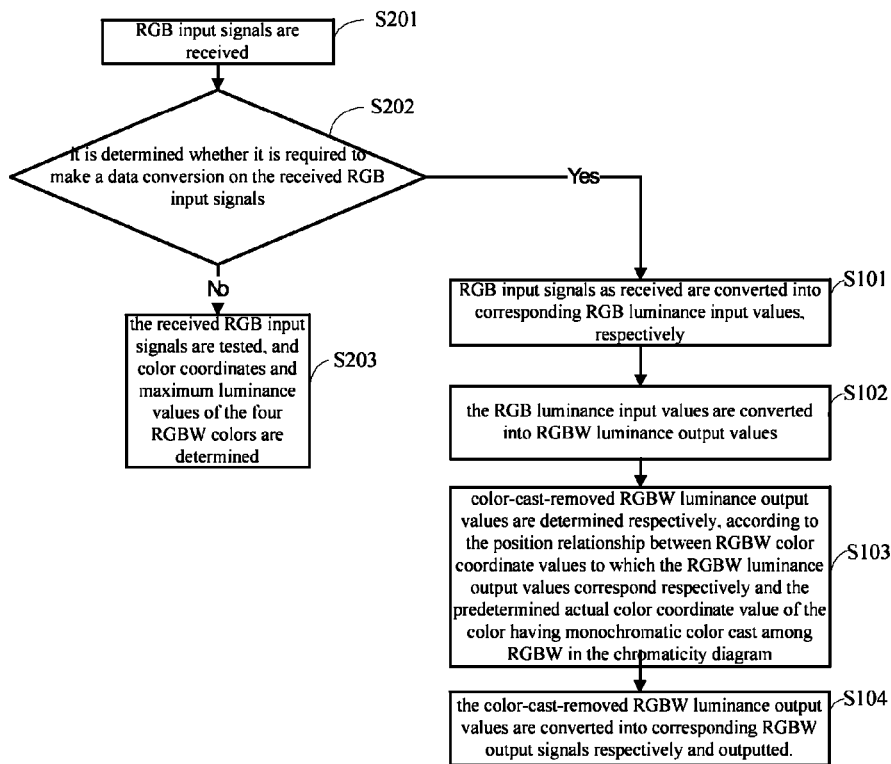 RGB input signals are
received
S201
S202
it is determined whether it is required to
make a data conversion on the received RGB
input signals
Yes
No
the received RGB input
signals are tested, and
color coordinates and
maximum luminance
values of the four
RGBW colors are
determined
S203
S101
RGB input signals as received are converted into
corresponding RGB luminance input values,
respectively
S102
the RGB luminance input values are converted
into RGBW luminance output values
color-cast-removed RGBW luminance output
values are determined respectively, according to
the position relationship between RGBW color
coordinate values to which the RGBW luminance
output values correspond respectively and the
predetermined actual color coordinate value of the
color having monochromatic color cast among
RGBW in the chromaticity diagram
S103
the color-cast-removed RGBW luminance output
values are converted into corresponding RGBW
output signals respectively and outputted.
S104